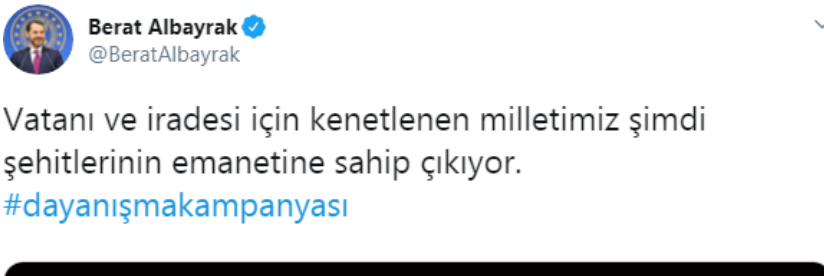 Berat Albayrak
@BeratAlbayrak
Vatanı ve iradesi için kenetlenen milletimiz şimdi
şehitlerinin emanetine sahip çıkıyor.
#dayanışmakampanyası